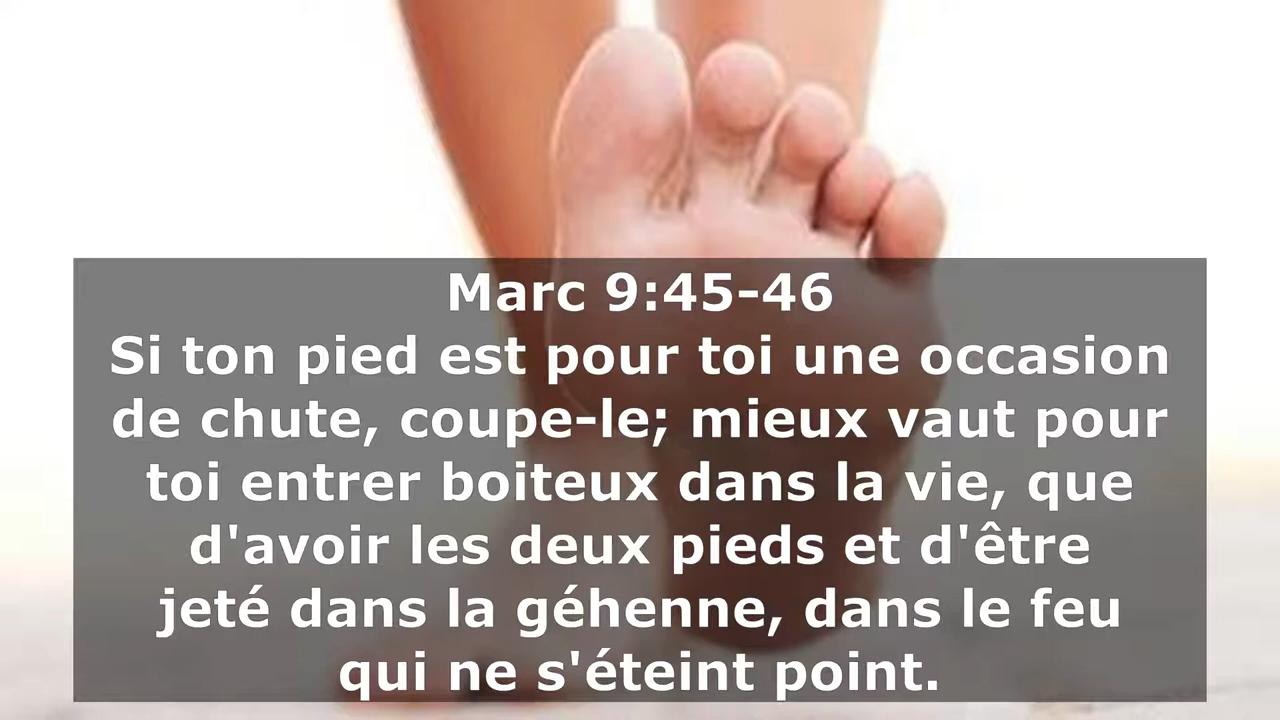 Marc 9:45-46
Si ton pied est pour toi une occasion
de chute, coupe-le; mieux vaut pour
toi entrer boiteux dans la vie, que
d'avoir les deux pieds et d'être
jeté dans la géhenne, dans le feu
qui ne s'éteint point.